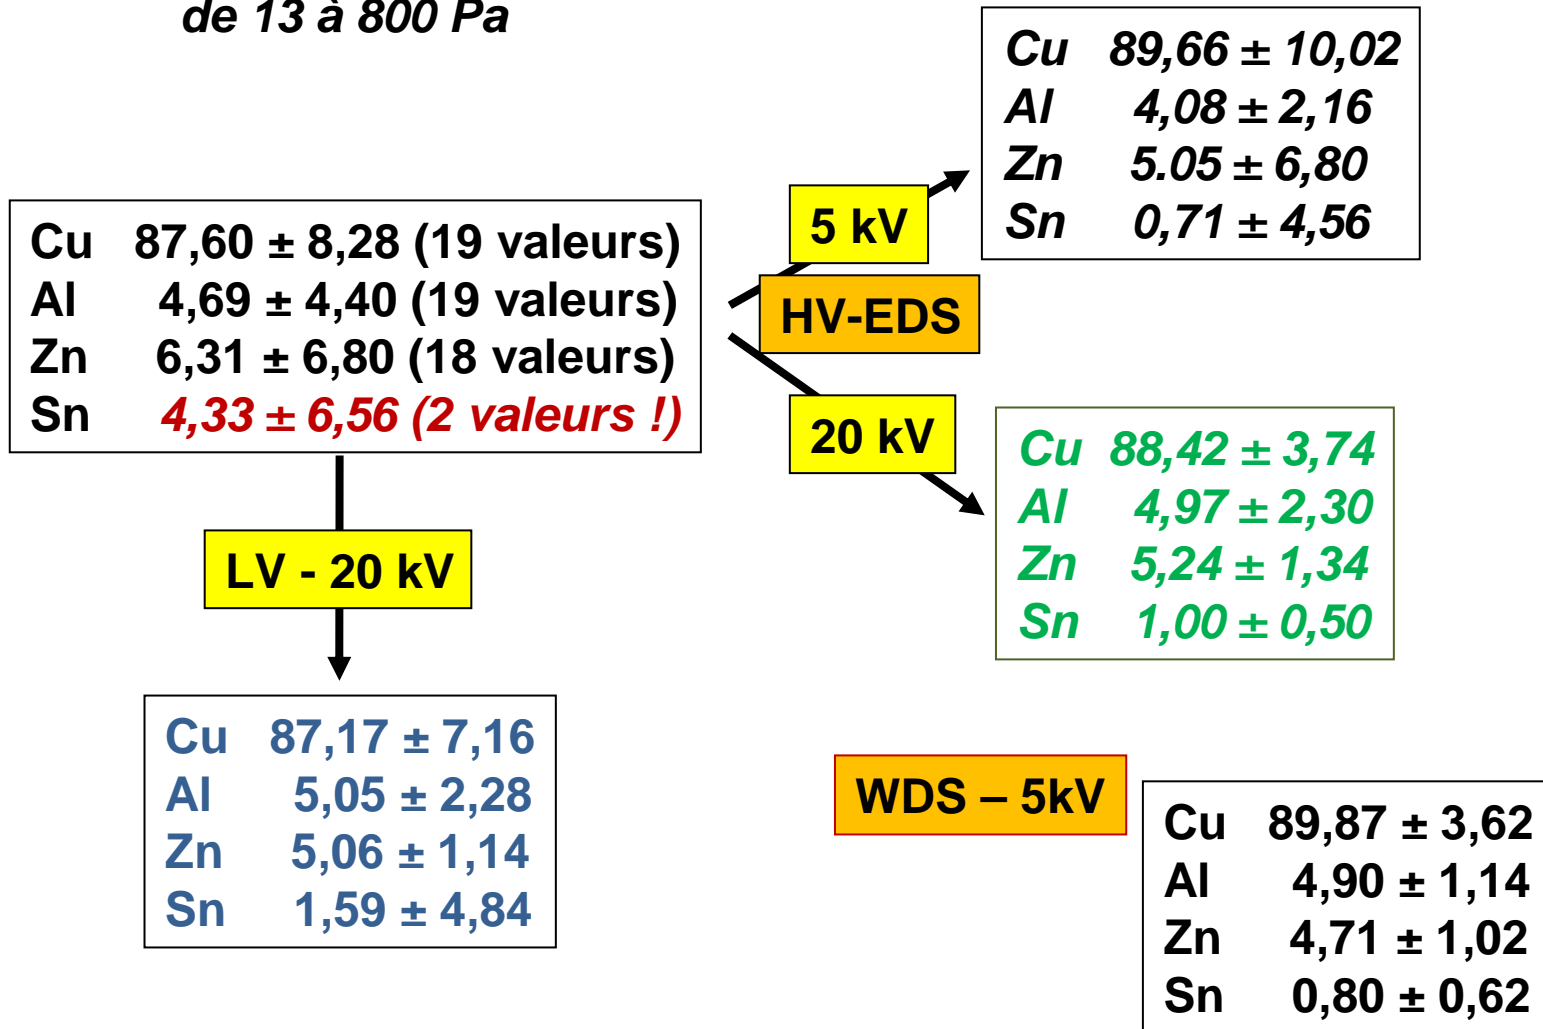 de 13 à 800 Pa
Cu 89,66 ± 10,02
Al 4,08 ± 2,16
Zn 5.05 ± 6,80
Sn 0,71 ± 4,56
Cu 87,60 ± 8,28 (19 valeurs)
Al 4,69 ± 4,40 (19 valeurs)
Zn 6,31 ± 6,80 (18 valeurs)
Sn 4,33 ± 6,56 (2 valeurs !)
5 kV
HV-EDS
20 kV
Cu 88,42 ± 3,74
Al 4,97 ± 2,30
Zn 5,24 ± 1,34
Sn 1,00 ± 0,50
LV - 20 kV
Cu 87,17 ± 7,16
Al 5,05 ± 2,28
Zn 5,06 ± 1,14
Sn 1,59 ± 4,84
WDS – 5kV
Cu 89,87 ± 3,62
Al 4,90 ± 1,14
Zn 4,71 ± 1,02
Sn 0,80 ± 0,62